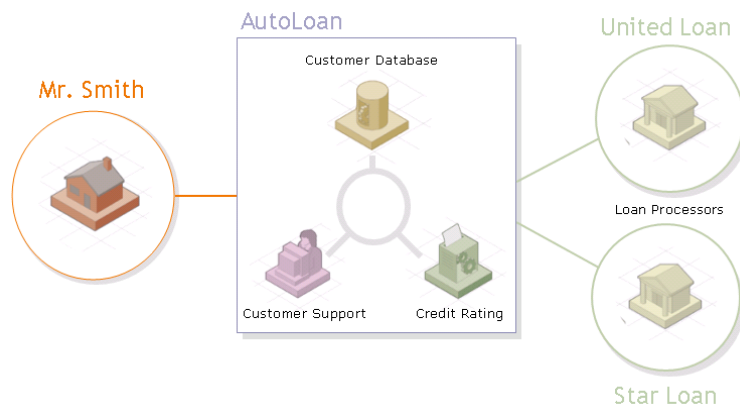 AutoLoan
United Loan
Customer Database
Mr. Smith
Loan Processors
Customer Support
Credit Rating
Star Loan